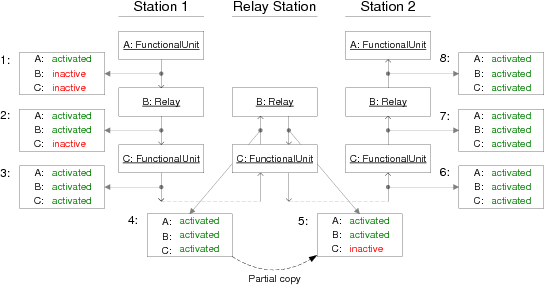 Station 1 Relay Station Station 2
A: FunctionalUnit A: FunctionalUnit
1: A: activated 8: A: activated
B: inactive B: activated
C: inactive C: activated
B: Relay B: Relay B: Relay
2: A: activated 7: A: activated
B: activated B: activated
C: inactive C: activated
C: FunctionalUnit C: FunctionalUnit C: FunctionalUnit
3: A: activated 6: A: activated
B: activated B: activated
C: activated C: activated
4: A: activated 5: A: activated
B: activated B: activated
C: activated C: inactive
Partial copy